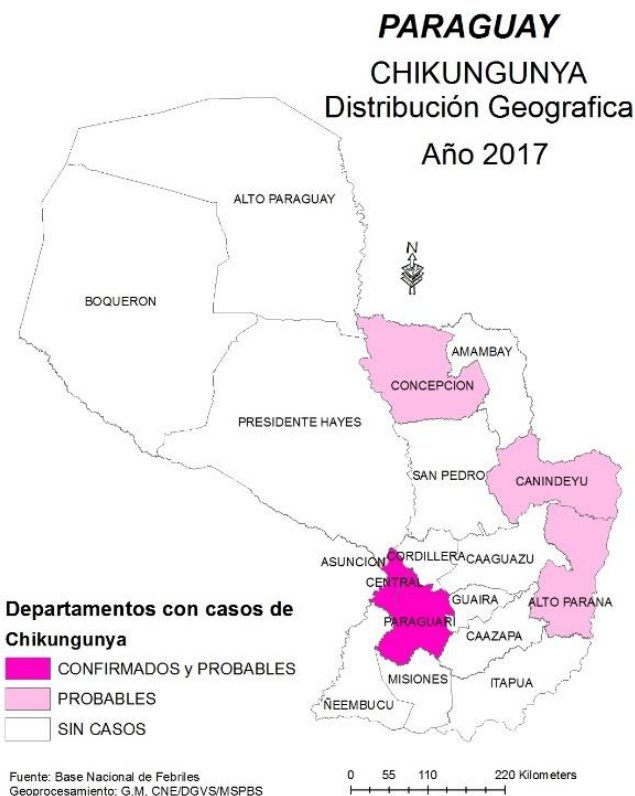 PARAGUAY
CHIKUNGUNYA
Distribución Geografica
Año 2017
ALTO PARAGUAY
N
BOQUERON
AMAMBAY
CONCEPCION
PRESIDENTE HAYES
SAN PEDRO
CANINDEYU
ASUNCION
CORDILLERA
CAAGUAZU
CENTRAL
GUAIRA
ALTO PARANA
PARAGUARI
CAAZAPA
MISIONES
ITAPUA
ÑEEMBUCU
Departamentos con casos de
Chikungunya
CONFIRMADOS y PROBABLES
PROBABLES
SIN CASOS
Fuente: Base Nacional de Febriles
Geoprocesamiento: G.M. CNE/DGVS/MSPBS
0 55 110 220 Kilometers